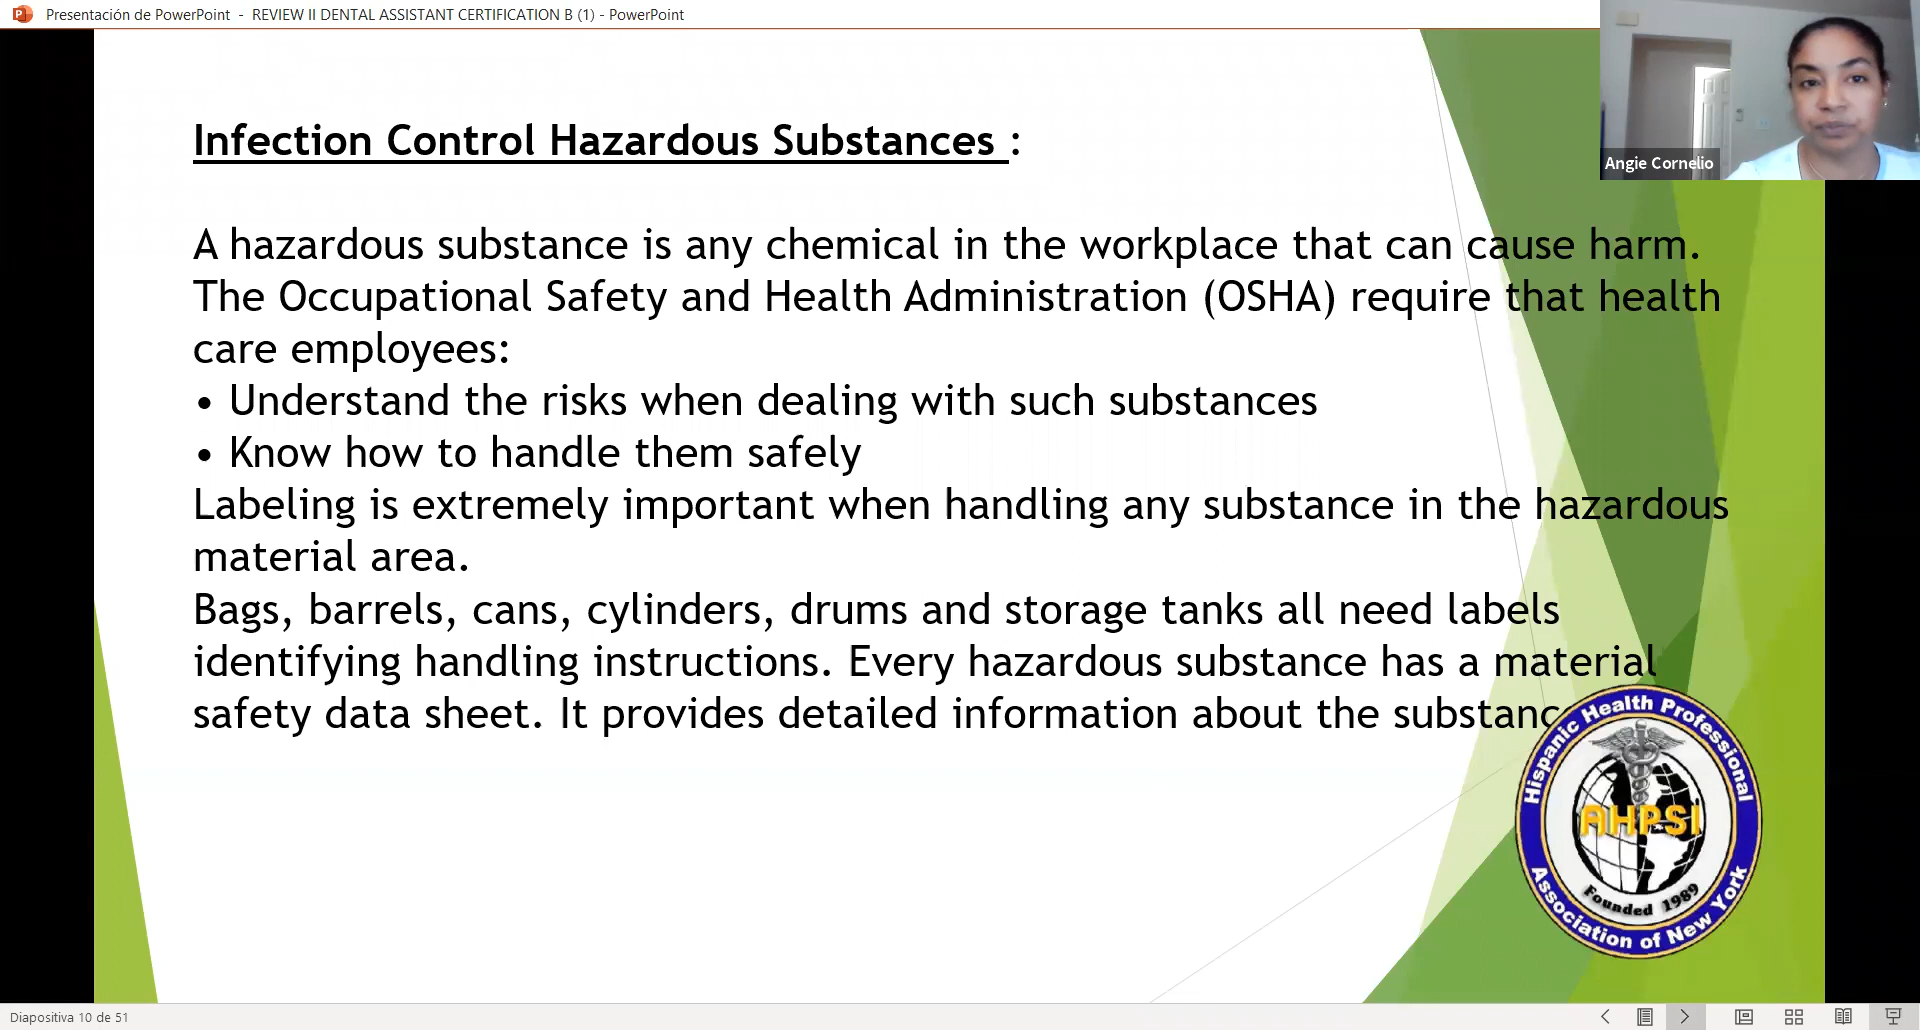 Presentación de PowerPoint - REVIEW II DENTAL ASSISTANT CERTIFICATION B (1) - PowerPoint
Angie Cornelio
Infection Control Hazardous Substances :
A hazardous substance is any chemical in the workplace that can cause harm.
The Occupational Safety and Health Administration (OSHA) require that health
care employees:
• Understand the risks when dealing with such substances
• Know how to handle them safely
Labeling is extremely important when handling any substance in the hazardous
material area.
Bags, barrels, cans, cylinders, drums and storage tanks all need labels
identifying handling instructions. Every hazardous substance has a material
safety data sheet. It provides detailed information about the substanc
Hispanic Health Professional
AHPSI
Founded 1989
Association of New York
Diapositiva 10 de 51